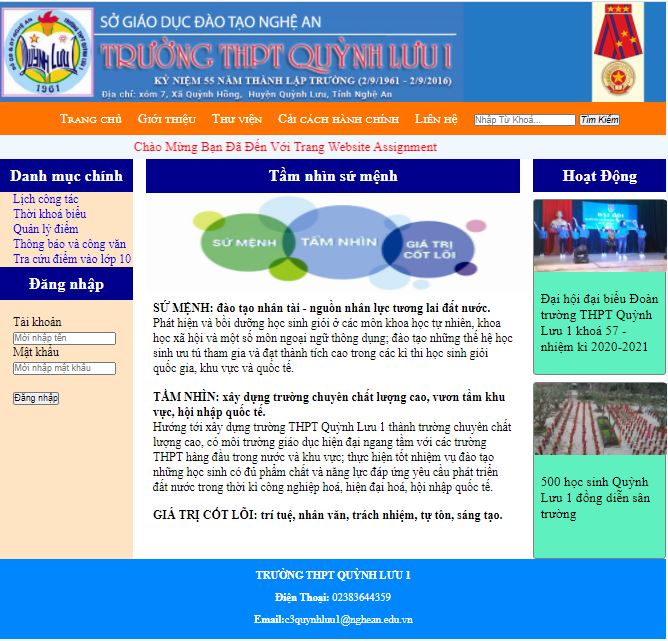 SỞ GIÁO DỤC ĐÀO TẠO NGHỆ AN
TRƯỜNG THPT QUỲNH LƯU 1
KỶ NIỆM 55 NĂM THÀNH LẬP TRƯỜNG (2/9/1961 - 2/9/2016)
Địa chỉ: xóm 7, Xã Quỳnh Hồng, Huyện Quỳnh Lưu, Tỉnh Nghệ An
QUỲNH LƯU 1
1961
Trang chủ Giới thiệu Thư viện Cải cách hành chính Liên hệ Nhập Từ Khoá... Tìm Kiếm
Chào Mừng Bạn Đã Đến Với Trang Website Assignment
Danh mục chính
Lịch công tác
Thời khoá biểu
Quản lý điểm
Thông báo và công văn
Tra cứu điểm vào lớp 10
Đăng nhập
Tài khoản
Mời nhập tên
Mật khẩu
Mời nhập mật khẩu
Đăng nhập
Tầm nhìn sứ mệnh
SỨ MỆNH
TẦM NHÌN
GIÁ TRỊ
CỐT LÕI
SỨ MỆNH: đào tạo nhân tài - nguồn nhân lực tương lai đất nước.
Phát hiện và bồi dưỡng học sinh giỏi ở các môn khoa học tự nhiên, khoa
học xã hội và một số môn ngoại ngữ thông dụng; đào tạo những thế hệ học
sinh ưu tú tham gia và đạt thành tích cao trong các kì thi học sinh giỏi
quốc gia, khu vực và quốc tế.
TẦM NHÌN: xây dựng trường chuyên chất lượng cao, vươn tầm khu
vực, hội nhập quốc tế.
Hướng tới xây dựng trường THPT Quỳnh Lưu 1 thành trường chuyên chất
lượng cao, có môi trường giáo dục hiện đại ngang tầm với các trường
THPT hàng đầu trong nước và khu vực; thực hiện tốt nhiệm vụ đào tạo
những học sinh có đủ phẩm chất và năng lực đáp ứng yêu cầu phát triển
đất nước trong thời kì công nghiệp hoá, hiện đại hoá, hội nhập quốc tế.
GIÁ TRỊ CỐT LÕI: trí tuệ, nhân văn, trách nhiệm, tự tôn, sáng tạo.
Hoạt Động
ĐẠI HỘI
Đại hội đại biểu Đoàn
trường THPT Quỳnh
Lưu 1 khoá 57 -
nhiệm kì 2020-2021
500 học sinh Quỳnh
Lưu 1 đồng diễn sân
trường
TRƯỜNG THPT QUỲNH LƯU 1
Điện Thoại: 02383644359
Email:c3quynhluu1@nghean.edu.vn